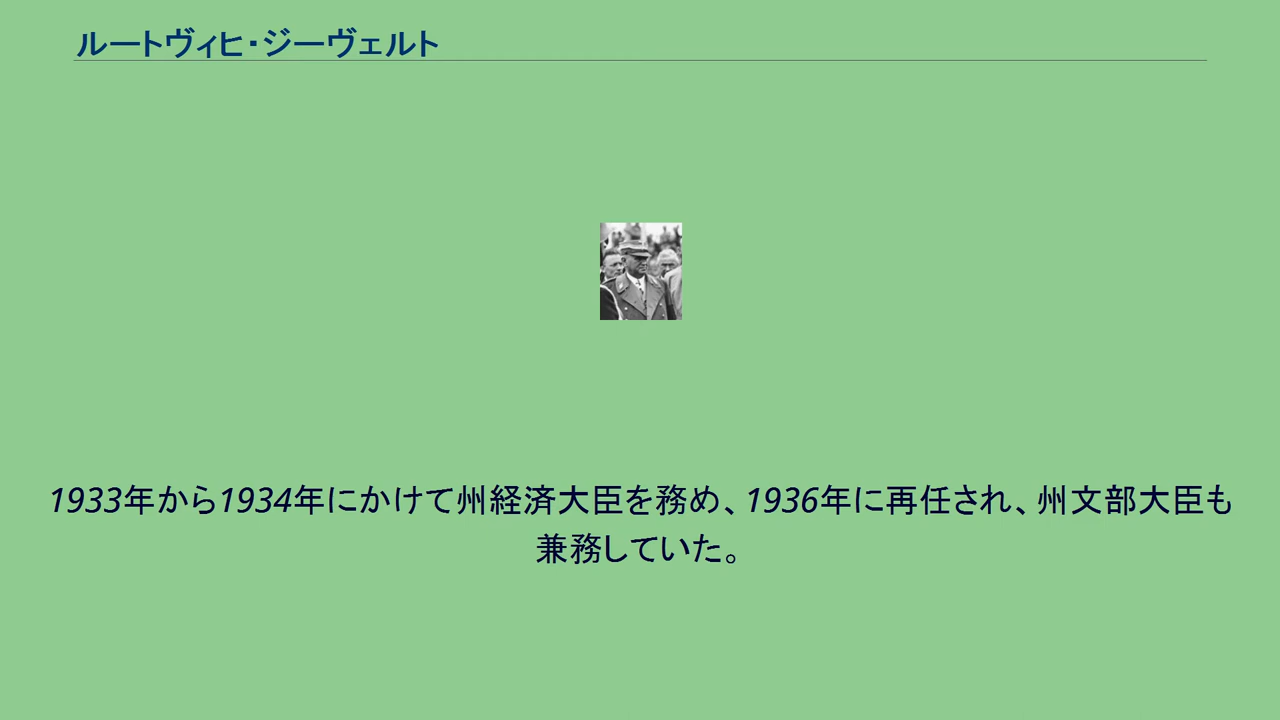 ルートヴィヒ・ジーヴェルト
1933年から1934年にかけて州経済大臣を務め、1936年に再任され、州文部大臣も
兼務していた。